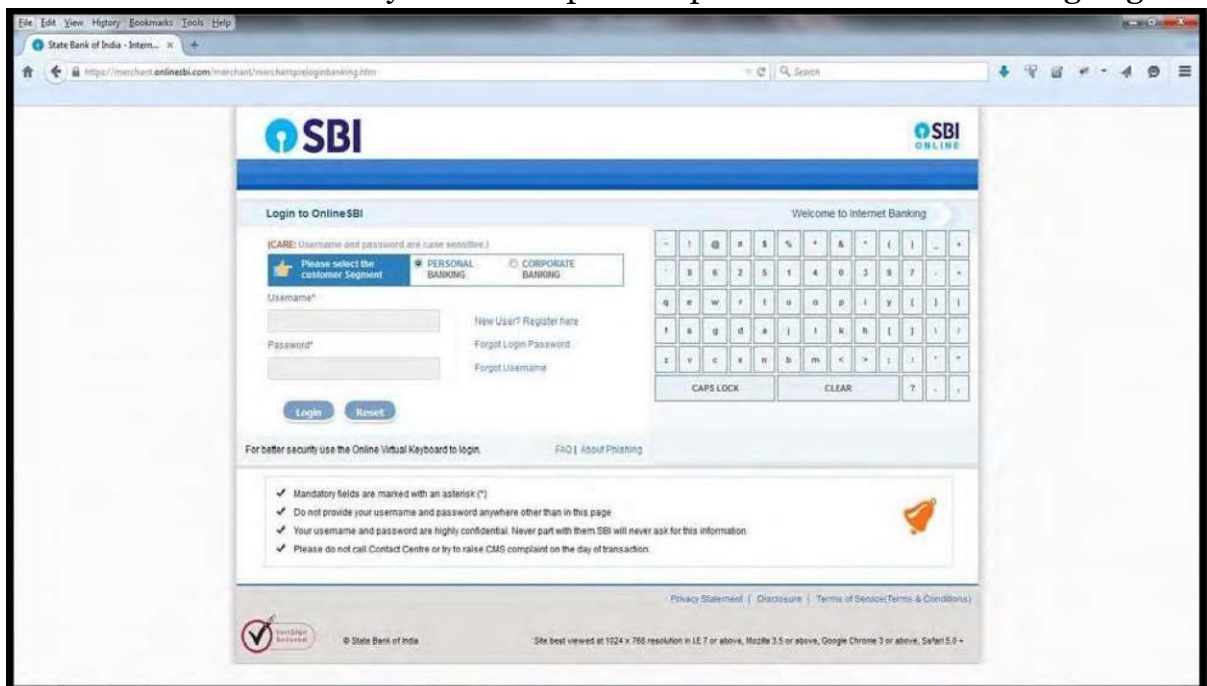 File Edit View History Bookmarks Tools Help
State Bank of India - Intern... × +
https://merchant.onlinesbi.com/merchant/merchantprelogin/banking.htm
Search
SBI
SBI
ONLINE
Login to OnlineSBI
Welcome to Internet Banking
(CARE: Username and password are case sensitive.)
Please select the customer Segment
PERSONAL BANKING
CORPORATE BANKING
Username*
New User? Register here
Password*
Forgot Login Password
Forgot Username
Login Reset
CAPS LOCK CLEAR
For better security use the Online Virtual Keyboard to login.
FAQ | About Phishing
Mandatory fields are marked with an asterisk (*)
Do not provide your username and password anywhere other than in this page
Your username and password are highly confidential. Never part with them.SBI will never ask for this information.
Please do not call Contact Centre or try to raise CMS complaint on the day of transaction
Privacy Statement | Disclosure | Terms of Service(Terms & Conditions)
VeriSign Secured
© State Bank of India
Site best viewed at 1024 x 768 resolution in I.E 7 or above, Mozilla 3.5 or above, Google Chrome 3 or above, Safari 5.0 +